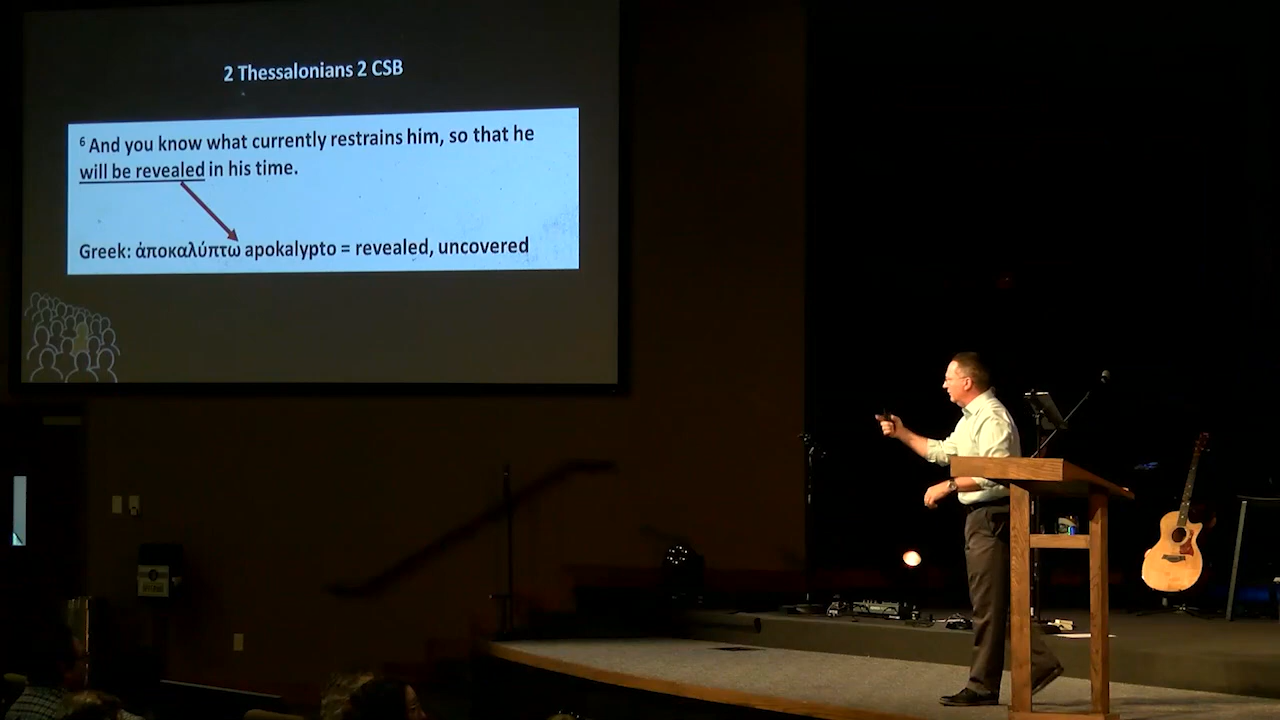 2 Thessalonians 2 CSB
6 And you know what currently restrains him, so that he
will be revealed in his time.
Greek: ἀποκαλύπτω apokalypto = revealed, uncovered